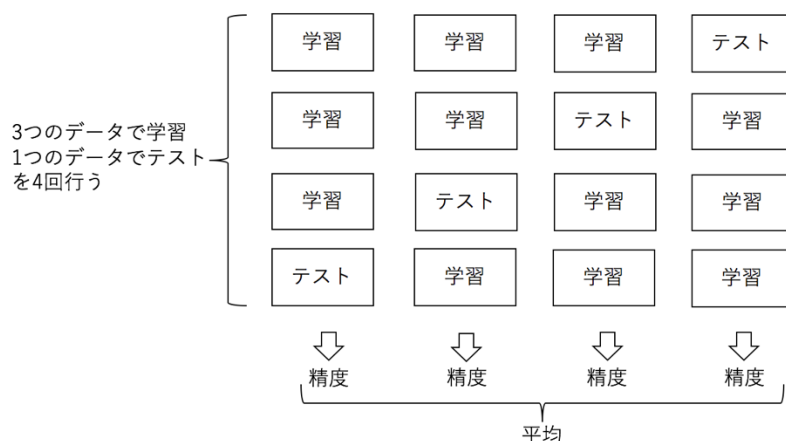 学習 学習 学習 テスト
3つのデータで学習
1つのデータでテスト
を4回行う
学習 学習 テスト 学習
学習 テスト 学習 学習
テスト 学習 学習 学習
精度 精度 精度 精度
平均